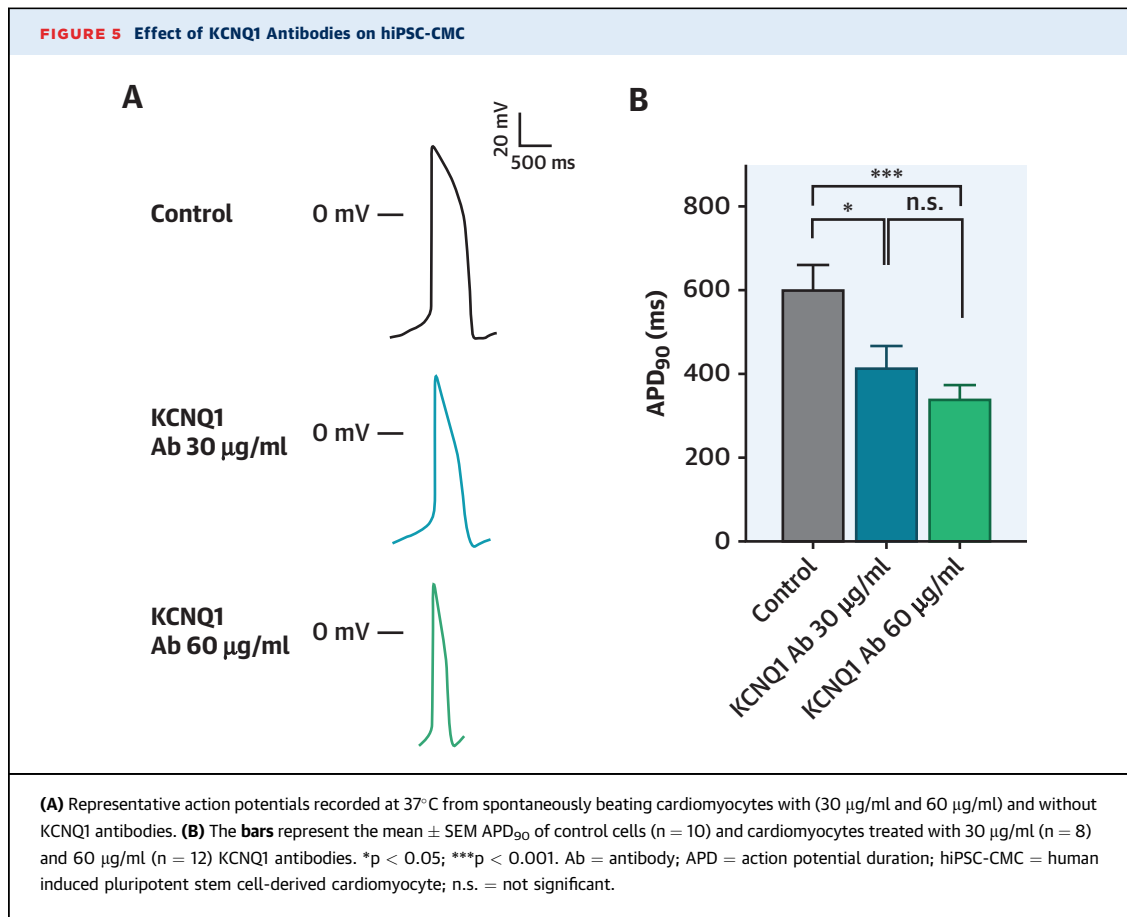 FIGURE 5 Effect of KCNQ1 Antibodies on hiPSC-CMC
A
20 mV
500 ms
Control
0 mV
KCNQ1
Ab 30 µg/ml
0 mV
KCNQ1
Ab 60 µg/ml
0 mV
B
***
*
n.s.
APD90 (ms)
800
600
400
200
0
Control
KCNQ1 Ab 30 µg/ml
KCNQ1 Ab 60 µg/ml
(A) Representative action potentials recorded at 37°C from spontaneously beating cardiomyocytes with (30 µg/ml and 60 µg/ml) and without
KCNQ1 antibodies. (B) The bars represent the mean ± SEM APD90 of control cells (n = 10) and cardiomyocytes treated with 30 µg/ml (n = 8)
and 60 µg/ml (n = 12) KCNQ1 antibodies. *p < 0.05; ***p < 0.001. Ab = antibody; APD = action potential duration; hiPSC-CMC = human
induced pluripotent stem cell-derived cardiomyocyte; n.s. = not significant.